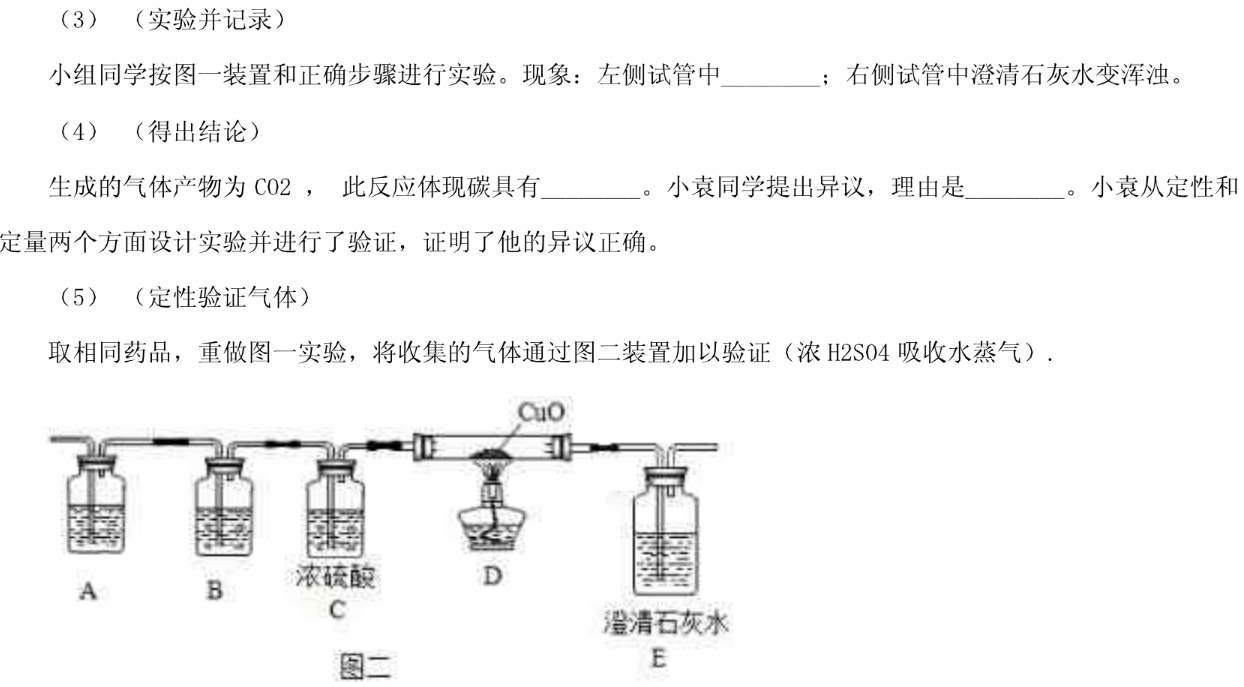 （3）　（实验并记录）
小组同学按图一装置和正确步骤进行实验。现象：左侧试管中________；右侧试管中澄清石灰水变浑浊。
（4）　（得出结论）
生成的气体产物为 CO2 ， 此反应体现碳具有________。小袁同学提出异议，理由是________。小袁从定性和
定量两个方面设计实验并进行了验证，证明了他的异议正确。
（5）　（定性验证气体）
取相同药品，重做图一实验，将收集的气体通过图二装置加以验证（浓 H2SO4 吸收水蒸气）.
CuO
A
B
浓硫酸
C
D
澄清石灰水
E
图二